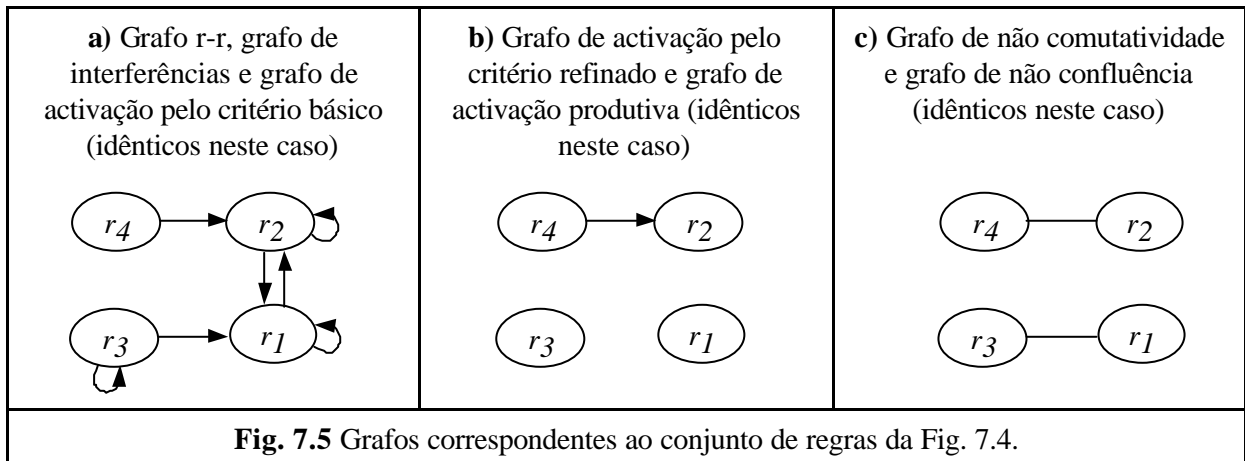 a) Grafo r-r, grafo de
interferências e grafo de
activação pelo critério básico
(idênticos neste caso)
r4
r2
r3
r1
b) Grafo de activação pelo
critério refinado e grafo de
activação produtiva (idênticos
neste caso)
r4
r2
r3
r1
c) Grafo de não comutatividade
e grafo de não confluência
(idênticos neste caso)
r4
r2
r3
r1
Fig. 7.5 Grafos correspondentes ao conjunto de regras da Fig. 7.4.